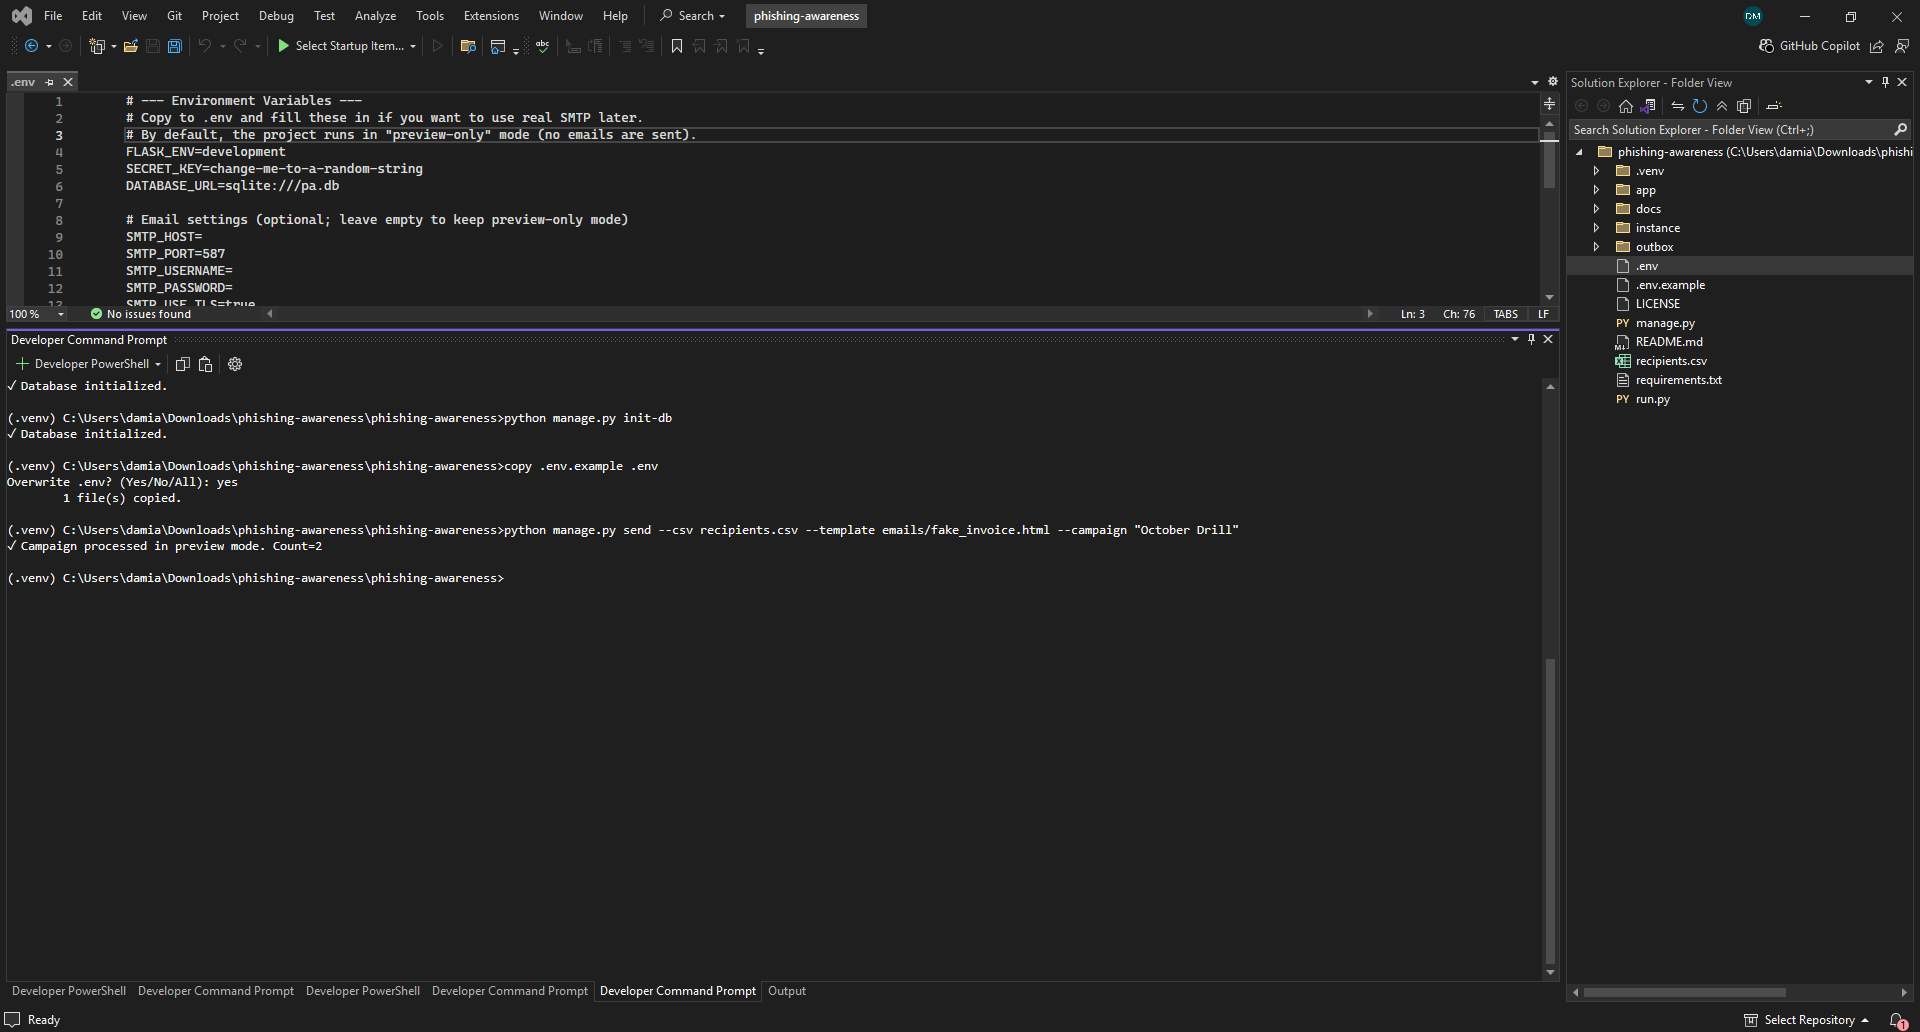 File Edit View Git Project Debug Test Analyze Tools Extensions Window Help Search phishing-awareness DM
Select Startup Item... abc GitHub Copilot
.env
1 # --- Environment Variables ---
2 # Copy to .env and fill these in if you want to use real SMTP later.
3 # By default, the project runs in "preview-only" mode (no emails are sent).
4 FLASK_ENV=development
5 SECRET_KEY=change-me-to-a-random-string
6 DATABASE_URL=sqlite:///pa.db
7
8 # Email settings (optional; leave empty to keep preview-only mode)
9 SMTP_HOST=
10 SMTP_PORT=587
11 SMTP_USERNAME=
12 SMTP_PASSWORD=
13 SMTP_USE_TLS=true
100 % No issues found Ln: 3 Ch: 76 TABS LF
Developer Command Prompt
Developer PowerShell
✓ Database initialized.
(.venv) C:\Users\damia\Downloads\phishing-awareness\phishing-awareness>python manage.py init-db
✓ Database initialized.
(.venv) C:\Users\damia\Downloads\phishing-awareness\phishing-awareness>copy .env.example .env
Overwrite .env? (Yes/No/All): yes
1 file(s) copied.
(.venv) C:\Users\damia\Downloads\phishing-awareness\phishing-awareness>python manage.py send --csv recipients.csv --template emails/fake_invoice.html --campaign "October Drill"
✓ Campaign processed in preview mode. Count=2
(.venv) C:\Users\damia\Downloads\phishing-awareness\phishing-awareness>
Developer PowerShell Developer Command Prompt Developer PowerShell Developer Command Prompt Developer Command Prompt Output
Solution Explorer - Folder View
Search Solution Explorer - Folder View (Ctrl+;)
phishing-awareness (C:\Users\damia\Downloads\phishi
.venv
app
docs
instance
outbox
.env
.env.example
LICENSE
PY manage.py
README.md
recipients.csv
requirements.txt
PY run.py
Ready Select Repository 1